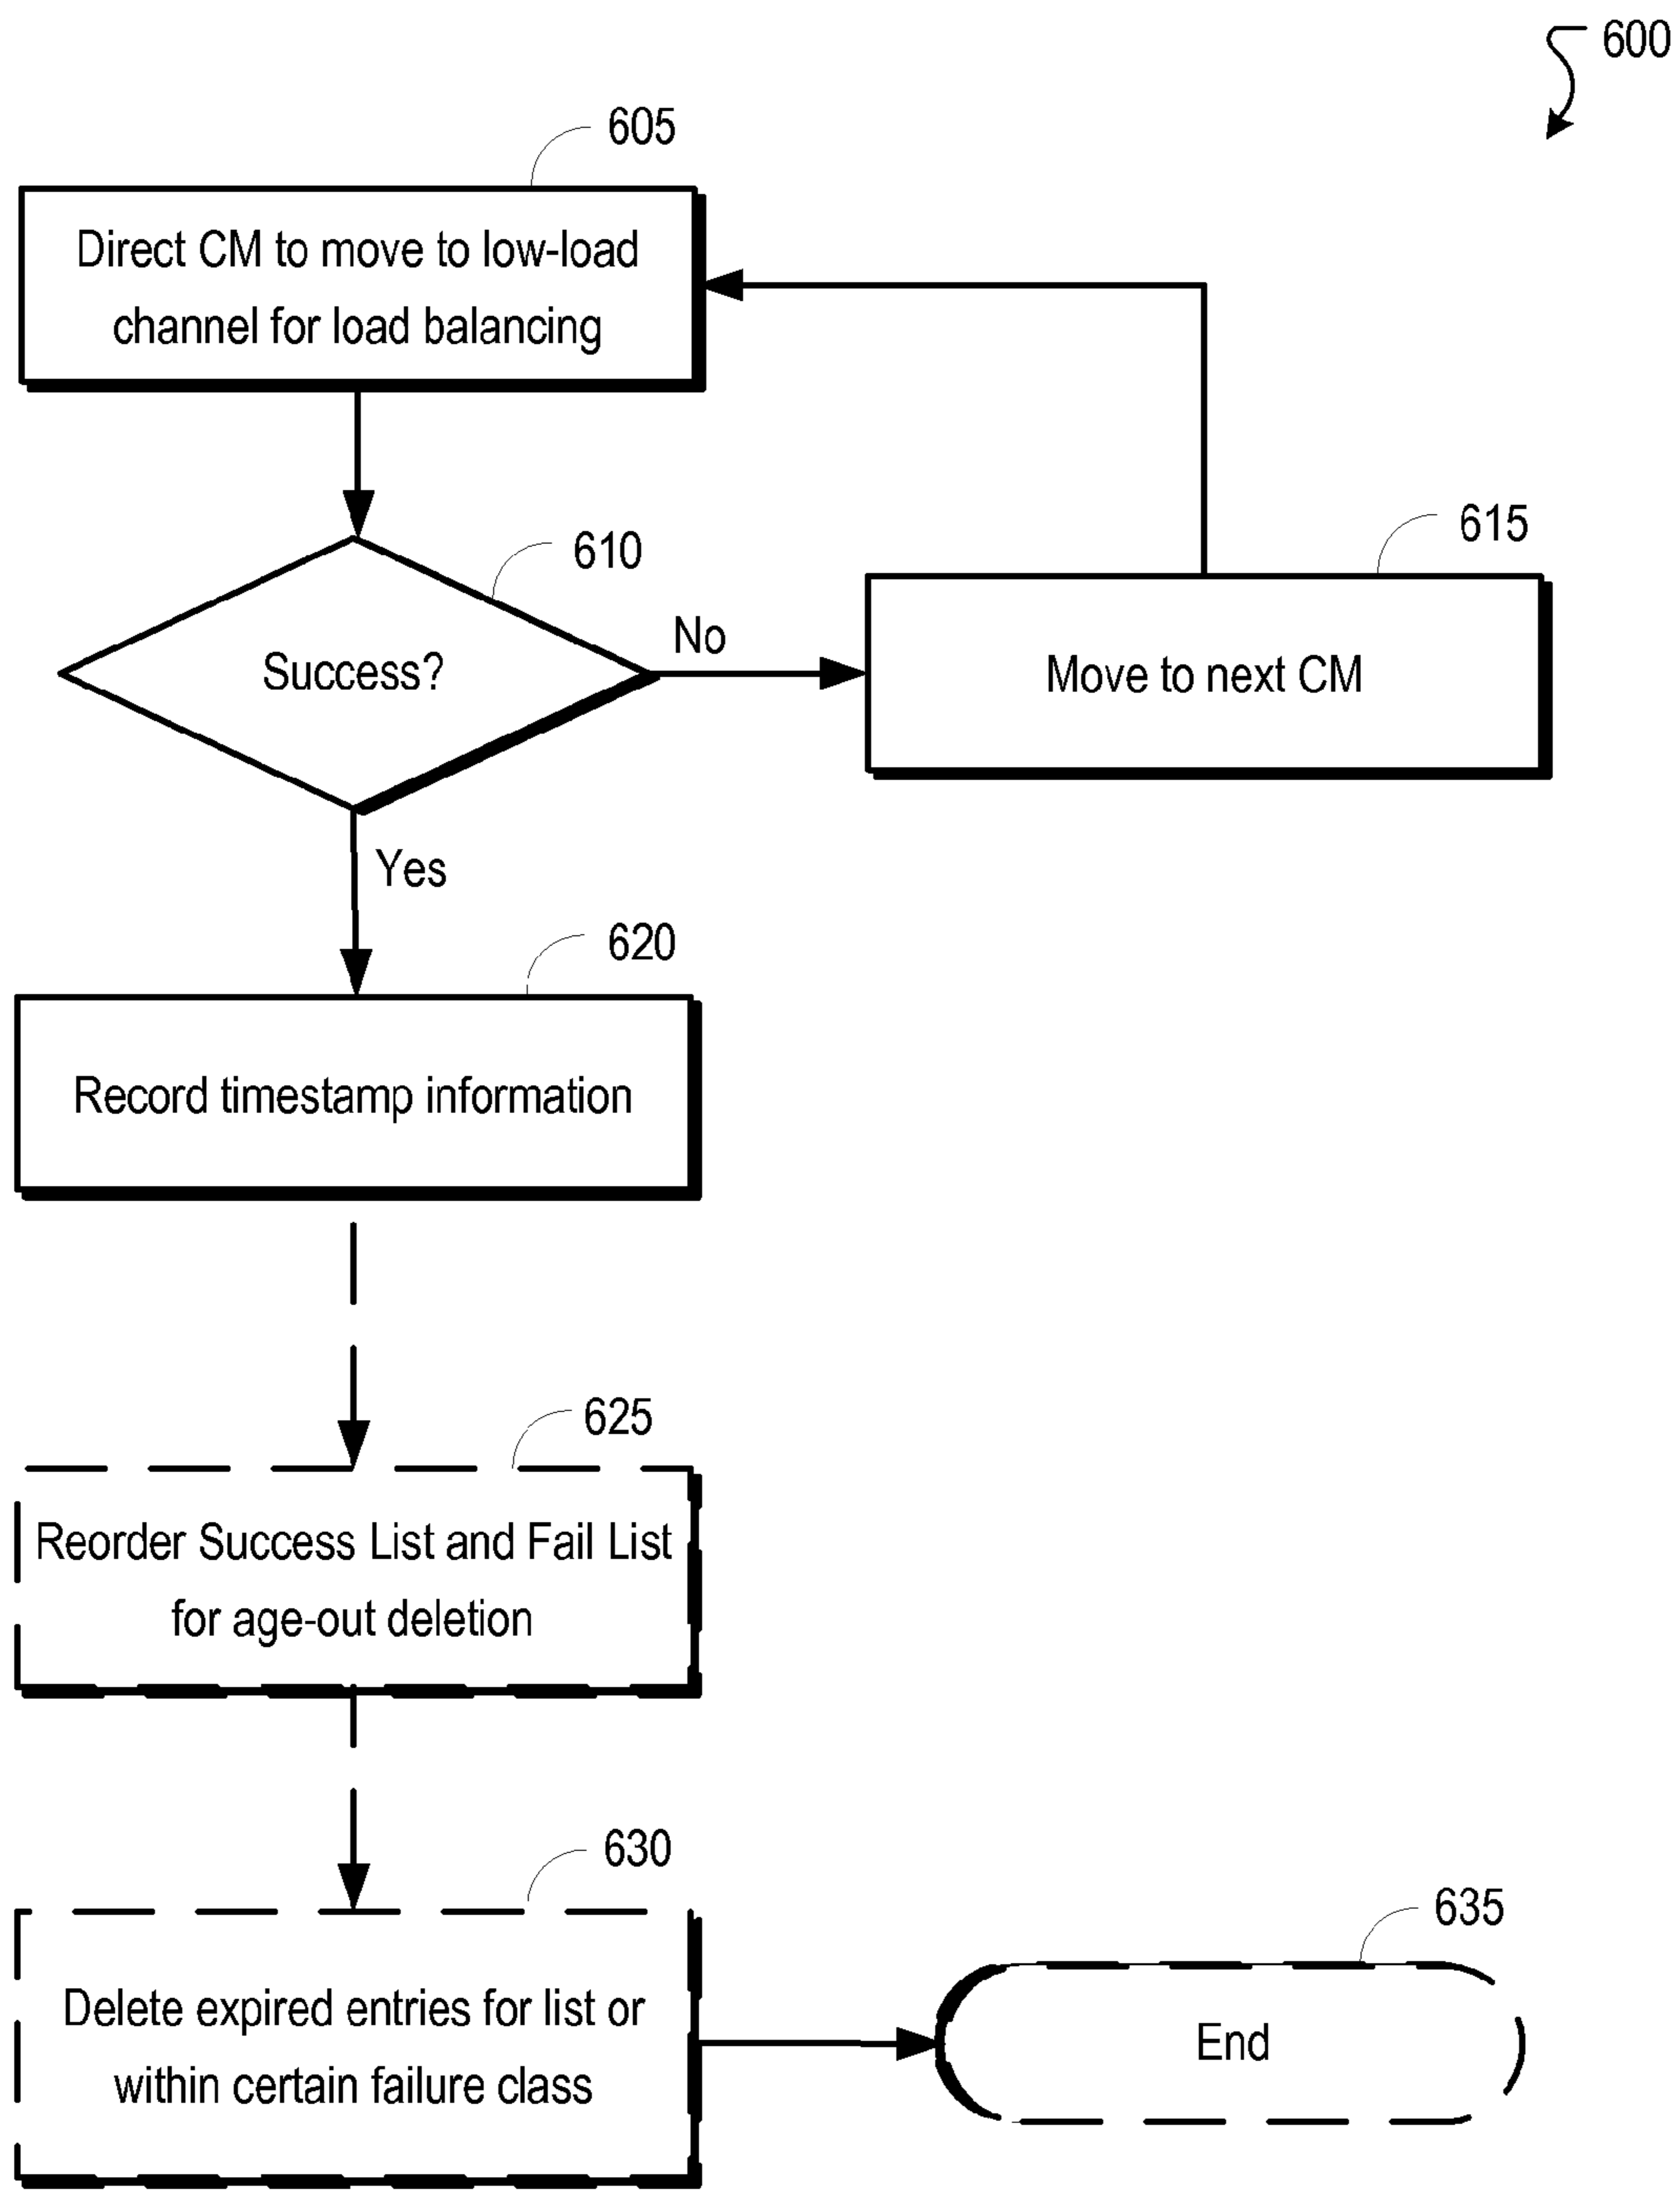 600
605
Direct CM to move to low-load
channel for load balancing
610
Success?
No
615
Move to next CM
Yes
620
Record timestamp information
625
Reorder Success List and Fail List
for age-out deletion
630
Delete expired entries for list or
within certain failure class
635
End